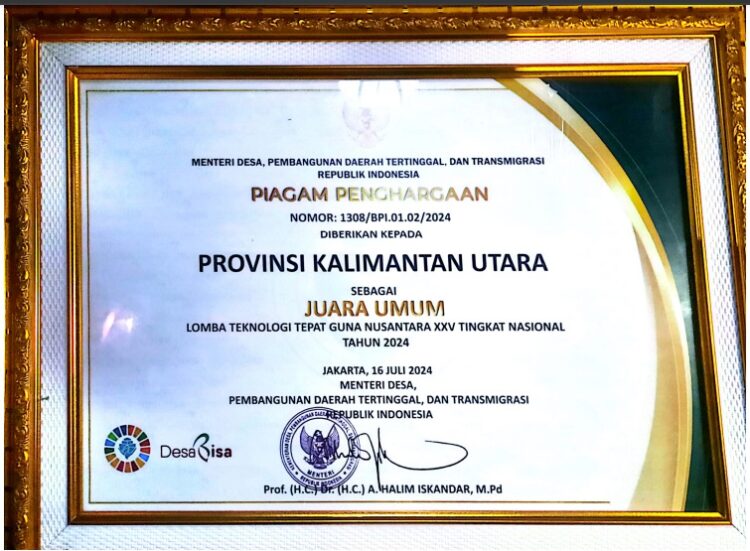 MENTERI DESA, PEMBANGUNAN DAERAH TERTINGGAL, DAN TRANSMIGRASI
REPUBLIK INDONESIA
PIAGAM PENGHARGAAN
NOMOR: 1308/BPI.01.02/2024
DIBERIKAN KEPADA
PROVINSI KALIMANTAN UTARA
SEBAGAI
JUARA UMUM
LOMBA TEKNOLOGI TEPAT GUNA NUSANTARA XXV TINGKAT NASIONAL
TAHUN 2024
JAKARTA, 16 JULI 2024
MENTERI DESA,
PEMBANGUNAN DAERAH TERTINGGAL, DAN TRANSMIGRASI
REPUBLIK INDONESIA
DesaBisa
MENTERI
REPUBLIK INDONESIA
Prof. (H.C.) Dr. (H.C.) A. HALIM ISKANDAR, M.Pd